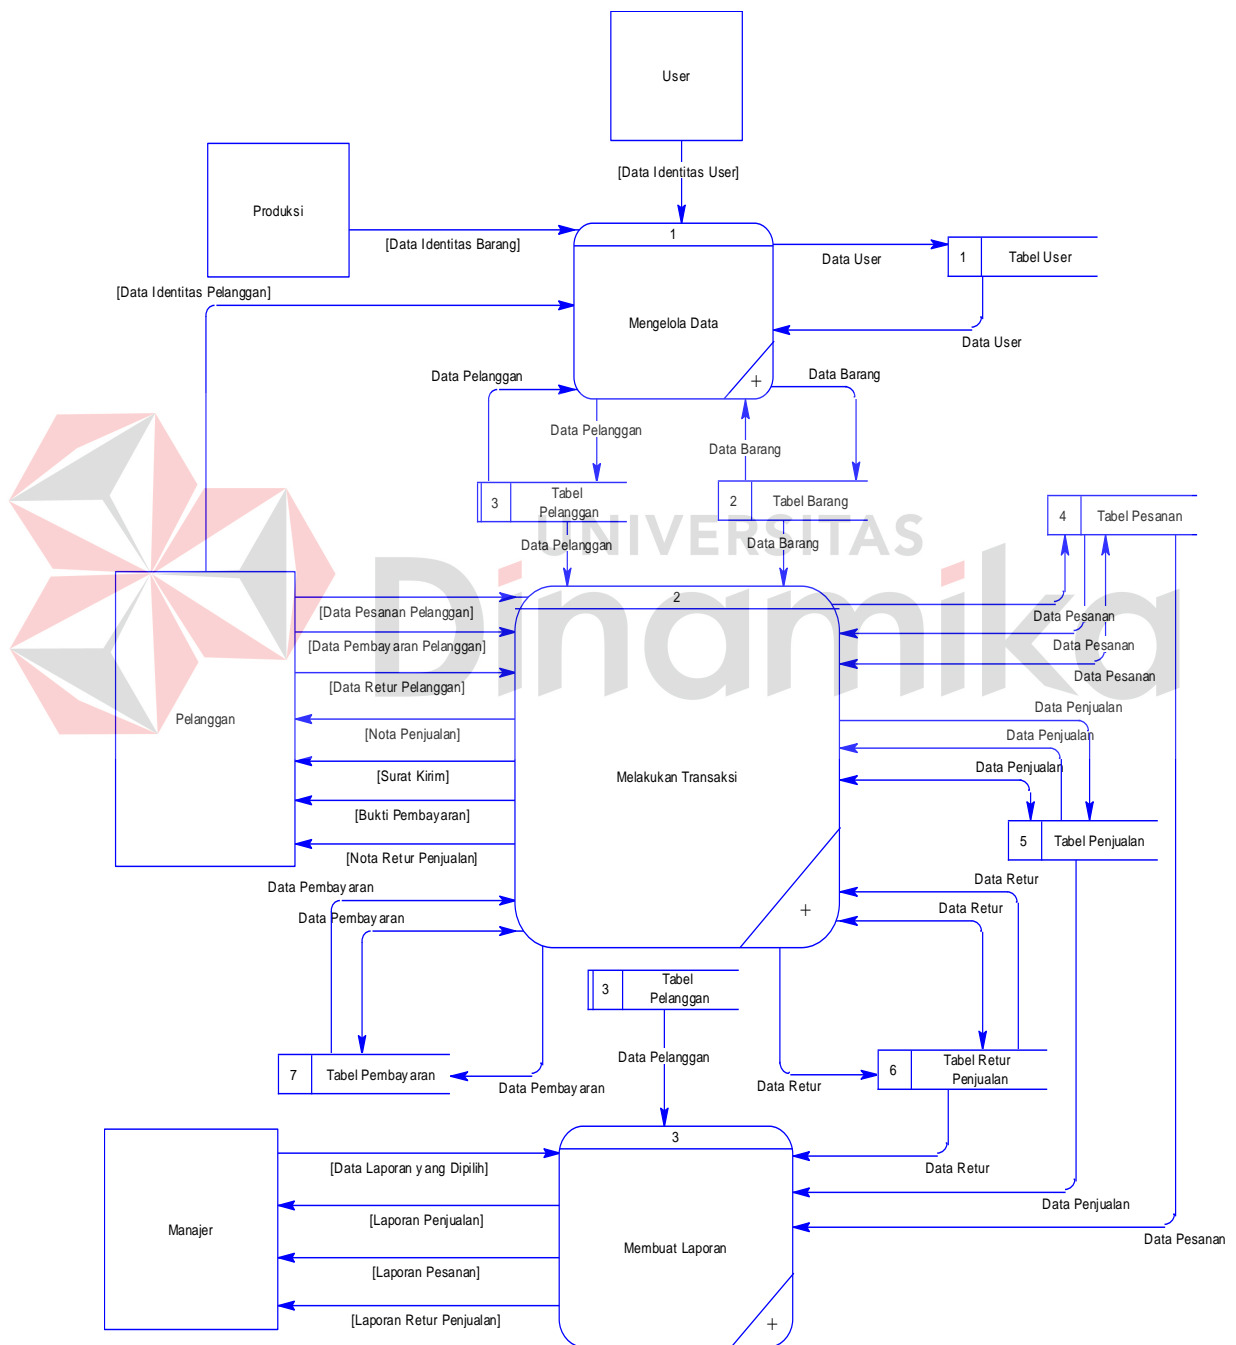 User
[Data Identitas User]
Produksi
[Data Identitas Barang]
1
Mengelola Data
+
Data User
1
Tabel User
Data User
[Data Identitas Pelanggan]
Data Pelanggan
Data Pelanggan
Data Barang
Data Barang
3
Tabel
Pelanggan
2
Tabel Barang
4
Tabel Pesanan
UNIVERSITAS
Dinamika
Data Pelanggan
Data Barang
Pelanggan
[Data Pesanan Pelanggan]
[Data Pembayaran Pelanggan]
[Data Retur Pelanggan]
[Nota Penjualan]
[Surat Kirim]
[Bukti Pembayaran]
[Nota Retur Penjualan]
2
Melakukan Transaksi
+
Data Pesanan
Data Pesanan
Data Pesanan
Data Penjualan
Data Penjualan
Data Penjualan
5
Tabel Penjualan
Data Pembayaran
Data Pembayaran
Data Retur
Data Retur
3
Tabel
Pelanggan
Data Pelanggan
7
Tabel Pembayaran
Data Pembayaran
Data Retur
6
Tabel Retur
Penjualan
Data Retur
Data Penjualan
Data Pesanan
Manajer
[Data Laporan yang Dipilih]
[Laporan Penjualan]
[Laporan Pesanan]
[Laporan Retur Penjualan]
3
Membuat Laporan
+